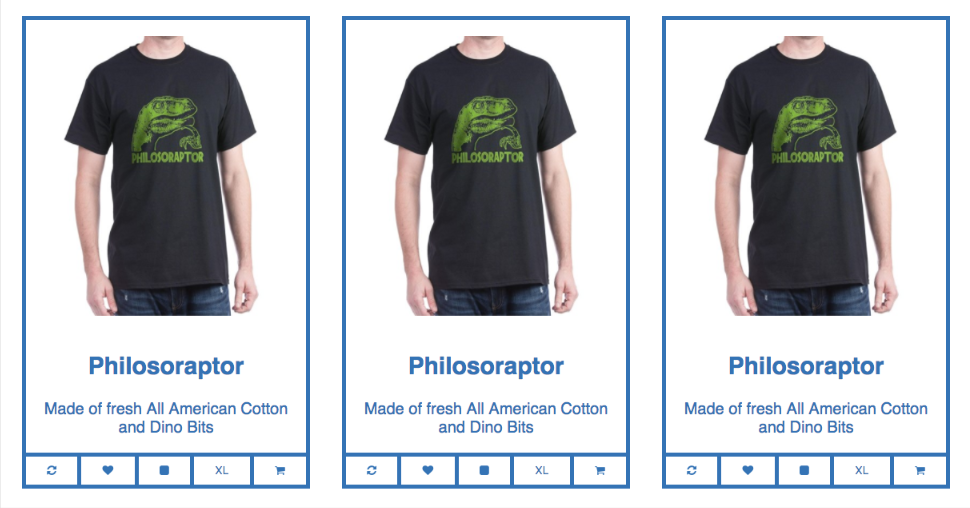 PHILOSORAPTOR
Philosoraptor
Made of fresh All American Cotton
and Dino Bits
XL
PHILOSORAPTOR
Philosoraptor
Made of fresh All American Cotton
and Dino Bits
XL
PHILOSORAPTOR
Philosoraptor
Made of fresh All American Cotton
and Dino Bits
XL